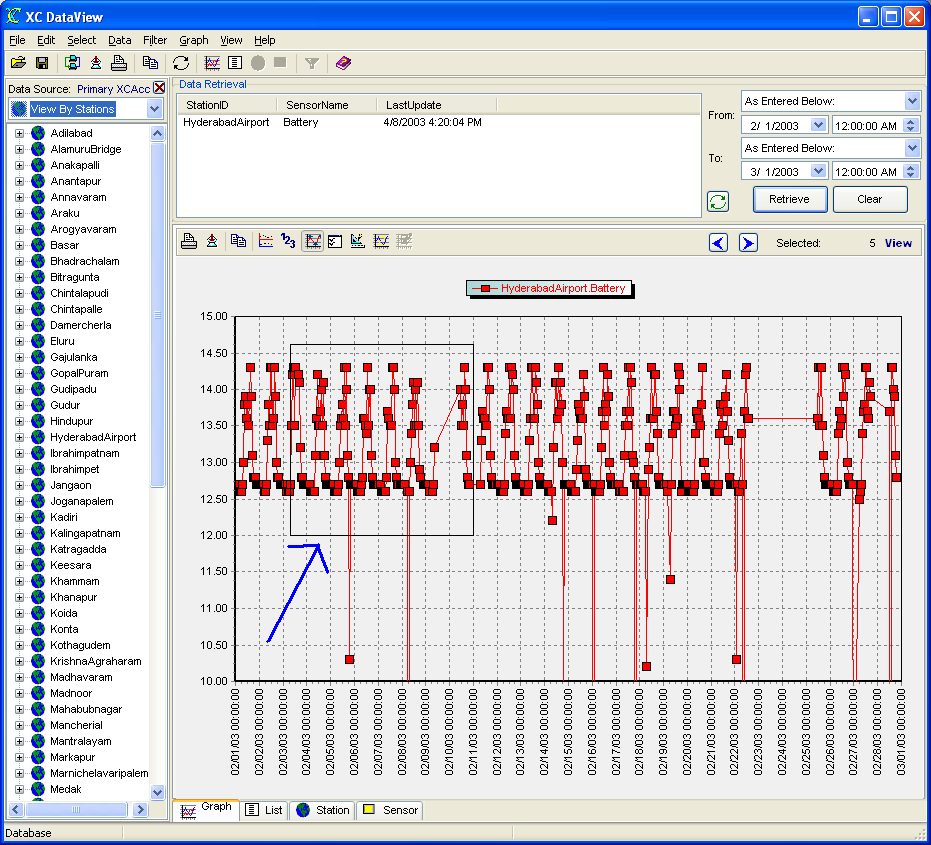 XC DataView
File Edit Select Data Filter Graph View Help
Data Source: Primary XCAcc
View By Stations
Adilabad
AlamuruBridge
Anakapalli
Anantapur
Annavaram
Araku
Arogyavaram
Basar
Bhadrachalam
Bitragunta
Chintalapudi
Chintapalle
Damercherla
Eluru
Gajulanka
GopalPuram
Gudipadu
Gudur
Hindupur
HyderabadAirport
Ibrahimpatnam
Ibrahimpet
Jangaon
Joganapalem
Kadiri
Kalingapatnam
Katragadda
Keesara
Khammam
Khanapur
Koida
Konta
Kothagudem
KrishnaAgraharam
Madhavaram
Madnoor
Mahabubnagar
Mancherial
Mantralayam
Markapur
Marnichelavaripalem
Medak
Data Retrieval
StationID SensorName LastUpdate
HyderabadAirport Battery 4/8/2003 4:20:04 PM
From:
As Entered Below:
2/ 1/2003 12:00:00 AM
To:
As Entered Below:
3/ 1/2003 12:00:00 AM
Retrieve Clear
123
Selected: 5 View
HyderabadAirport.Battery
15.00
14.50
14.00
13.50
13.00
12.50
12.00
11.50
11.00
10.50
10.00
02/01/03 00:00:00
02/02/03 00:00:00
02/03/03 00:00:00
02/04/03 00:00:00
02/05/03 00:00:00
02/06/03 00:00:00
02/07/03 00:00:00
02/08/03 00:00:00
02/09/03 00:00:00
02/10/03 00:00:00
02/11/03 00:00:00
02/12/03 00:00:00
02/13/03 00:00:00
02/14/03 00:00:00
02/15/03 00:00:00
02/16/03 00:00:00
02/17/03 00:00:00
02/18/03 00:00:00
02/19/03 00:00:00
02/20/03 00:00:00
02/21/03 00:00:00
02/22/03 00:00:00
02/23/03 00:00:00
02/24/03 00:00:00
02/25/03 00:00:00
02/26/03 00:00:00
02/27/03 00:00:00
02/28/03 00:00:00
03/01/03 00:00:00
Graph List Station Sensor
Database